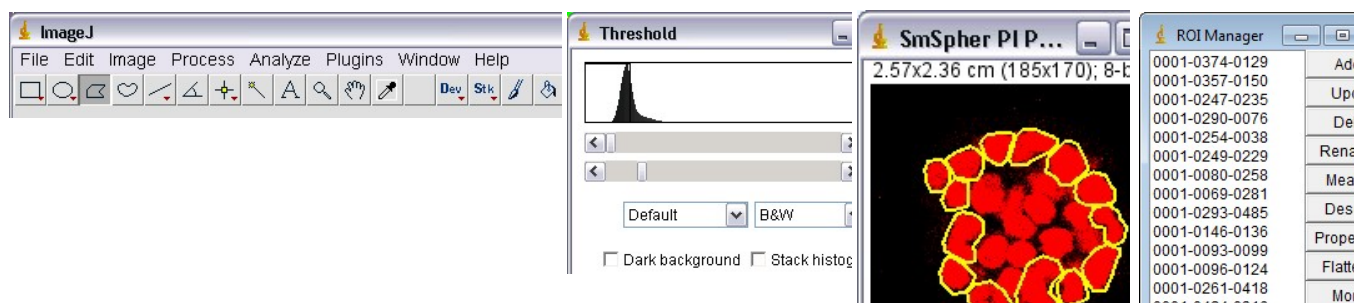 ImageJ
File Edit Image Process Analyze Plugins Window Help
A Dev Stk
Threshold
Default B&W
Dark background Stack histog
SmSpher PI P...
2.57x2.36 cm (185x170); 8-b
ROI Manager
0001-0374-0129
0001-0357-0150
0001-0247-0235
0001-0290-0076
0001-0254-0038
0001-0249-0229
0001-0080-0258
0001-0069-0281
0001-0293-0485
0001-0146-0136
0001-0093-0099
0001-0096-0124
0001-0261-0418
Ad
Upd
De
Rena
Mea
Des
Prope
Flatte
Mo